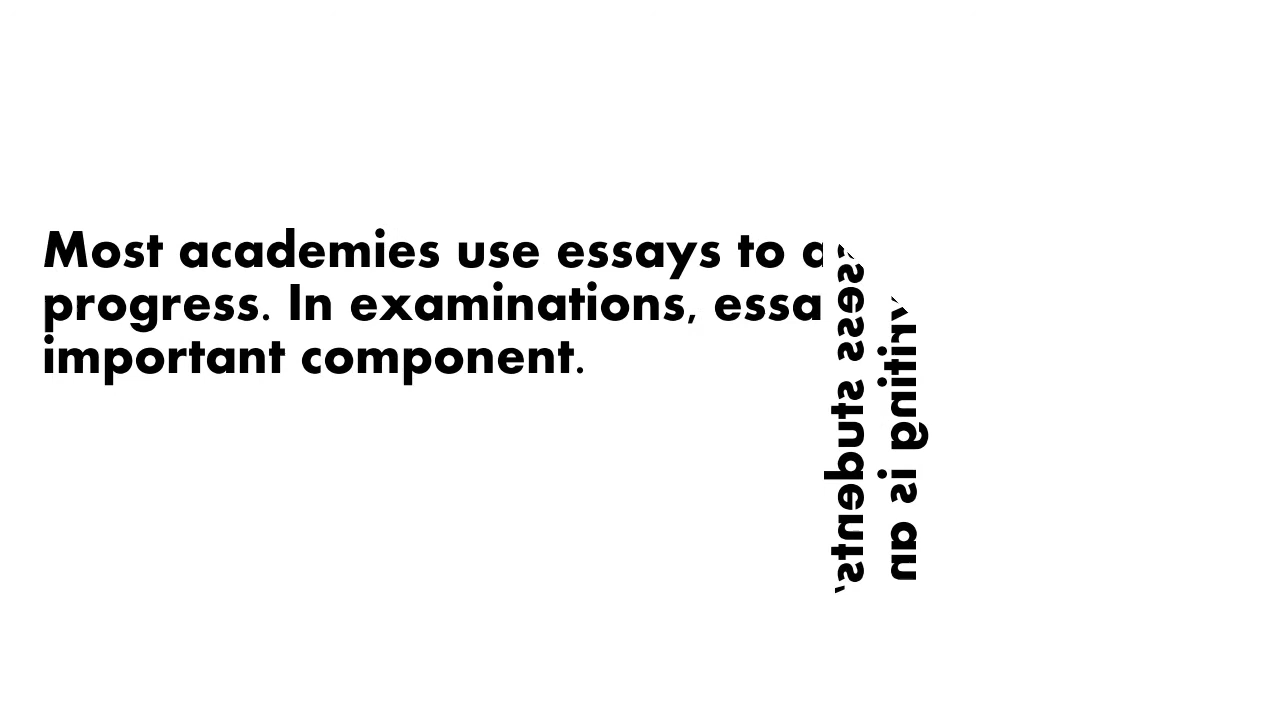 Most academies use essays to assess students'
progress. In examinations, essay writing is an
important component.